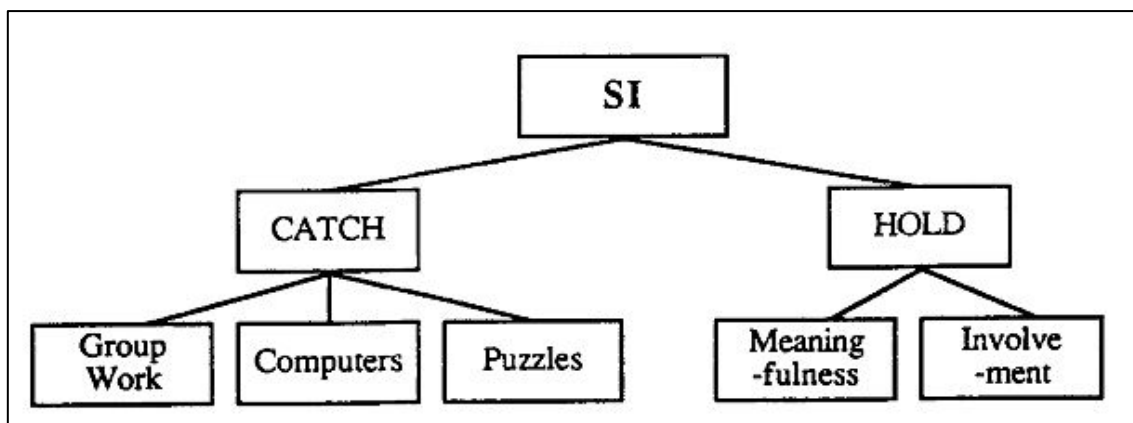 SI
CATCH
HOLD
Group
Work
Computers
Puzzles
Meaning
-fulness
Involve
-ment